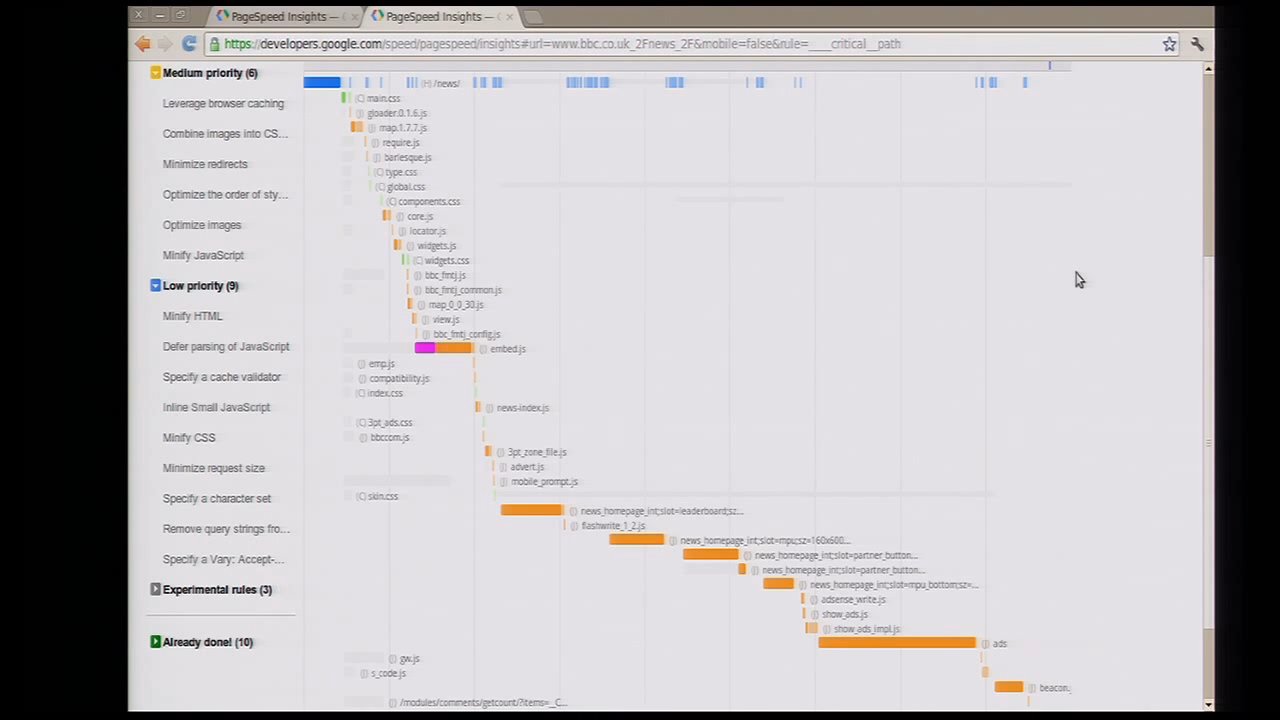 PageSpeed Insights —
PageSpeed Insights —
https://developers.google.com/speed/pagespeed/insights#url=www.bbc.co.uk_2Fnews_2F&mobile=false&rule=____critical__path
Medium priority (6)
Leverage browser caching
Combine images into CS...
Minimize redirects
Optimize the order of sty...
Optimize images
Minify JavaScript
Low priority (9)
Minify HTML
Defer parsing of JavaScript
Specify a cache validator
Inline Small JavaScript
Minify CSS
Minimize request size
Specify a character set
Remove query strings fro...
Specify a Vary: Accept-...
Experimental rules (3)
Already done! (10)
(H) /news/
(C) main.css
(J) gloader.0.1.6.js
(J) map.1.7.7.js
(J) require.js
(J) barlesque.js
(C) type.css
(C) global.css
(C) components.css
(J) core.js
(J) locator.js
(J) widgets.js
(C) widgets.css
(J) bbc_fmtj.js
(J) bbc_fmtj_common.js
(J) map_0_0_30.js
(J) view.js
(J) bbc_fmtj_config.js
(J) embed.js
(J) emp.js
(J) compatibility.js
(C) index.css
(J) news-index.js
(C) 3pt_ads.css
(J) bbccom.js
(J) 3pt_zone_file.js
(J) advert.js
(J) mobile_prompt.js
(C) skin.css
(J) news_homepage_int;slot=leaderboard;sz...
(J) flashwrite_1_2.js
(J) news_homepage_int;slot=mpu;sz=160x600...
(J) news_homepage_int;slot=partner_button...
(J) news_homepage_int;slot=partner_button...
(J) news_homepage_int;slot=mpu_bottom;sz=...
(J) adsense_write.js
(J) show_ads.js
(J) show_ads_impl.js
(J) ads
(J) gw.js
(J) s_code.js
(J) beacon.j
(J) /modules/comments/getcount/?items=_C...